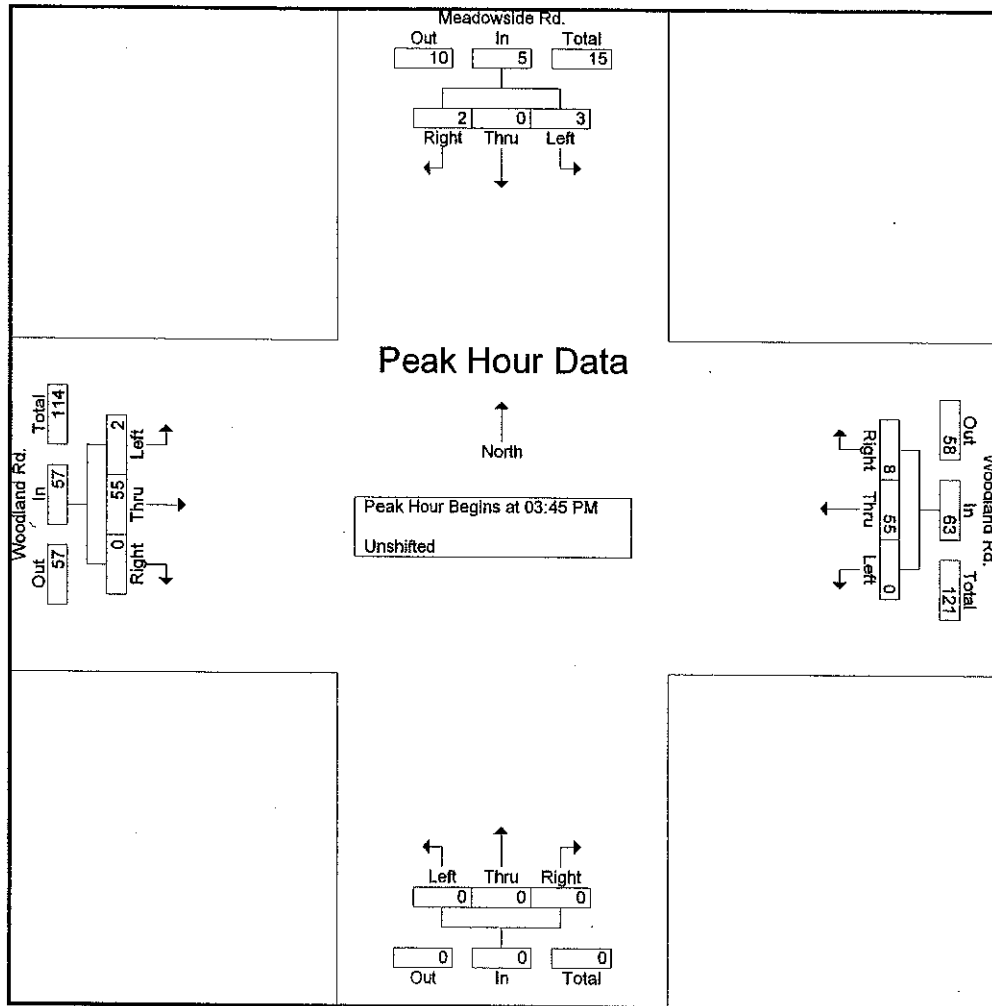 Meadowside Rd.
Out In Total
10 5 15
2 0 3
Right Thru Left
Peak Hour Data
North
Peak Hour Begins at 03:45 PM
Unshifted
Woodland Rd.
Total In Out
114 57 57
2 55 0
Left Thru Right
Woodland Rd.
Out In Total
58 63 121
8 55 0
Right Thru Left
Left Thru Right
0 0 0
0 0 0
Out In Total